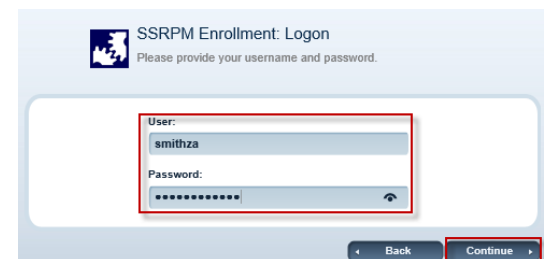 SSRPM Enrollment: Logon
Please provide your username and password.
User:
smithza
Password:
••••••••••••
Back
Continue